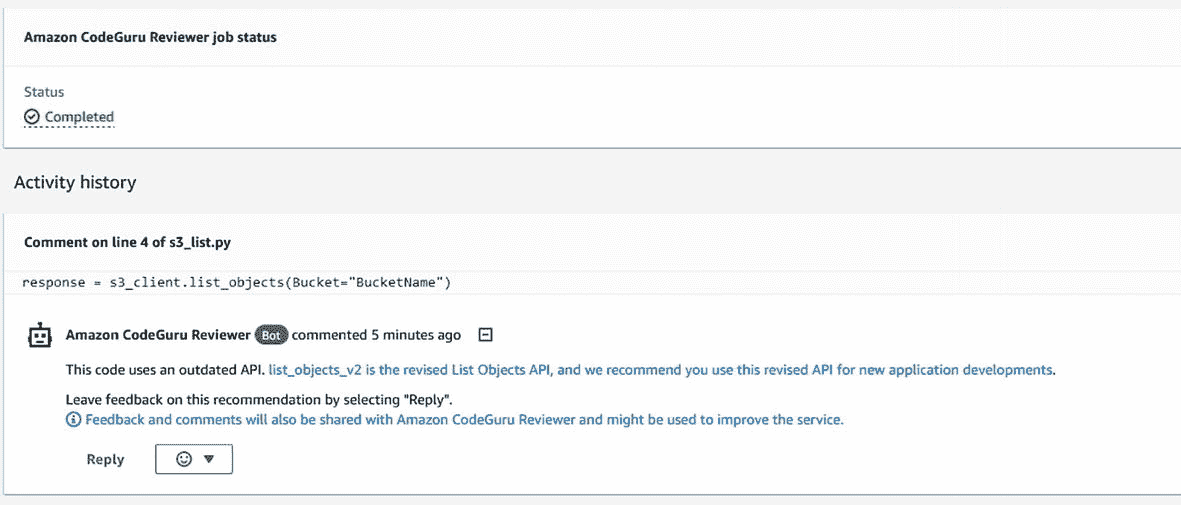 Amazon CodeGuru Reviewer job status
Status
Completed
Activity history
Comment on line 4 of s3_list.py
response = s3_client.list_objects(Bucket="BucketName")
Amazon CodeGuru Reviewer Bot commented 5 minutes ago
This code uses an outdated API. list_objects_v2 is the revised List Objects API, and we recommend you use this revised API for new application developments.
Leave feedback on this recommendation by selecting "Reply".
Feedback and comments will also be shared with Amazon CodeGuru Reviewer and might be used to improve the service.
Reply